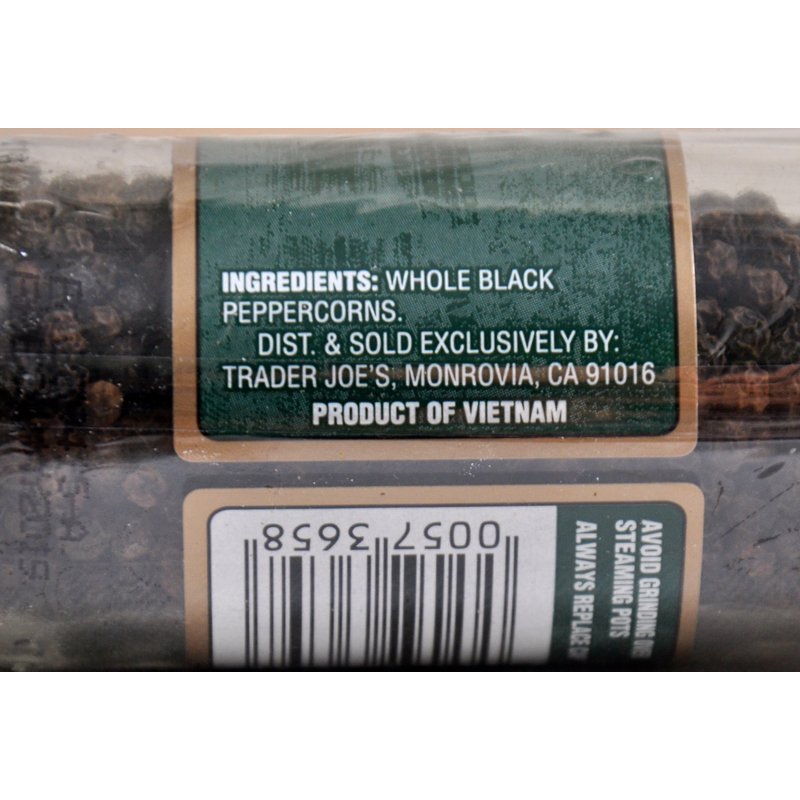 INGREDIENTS: WHOLE BLACK
PEPPERCORNS.
DIST. & SOLD EXCLUSIVELY BY:
TRADER JOE'S, MONROVIA, CA 91016
PRODUCT OF VIETNAM
0057 3658
AVOID GRINDING
STEAMING POTS
ALWAYS REPLACE